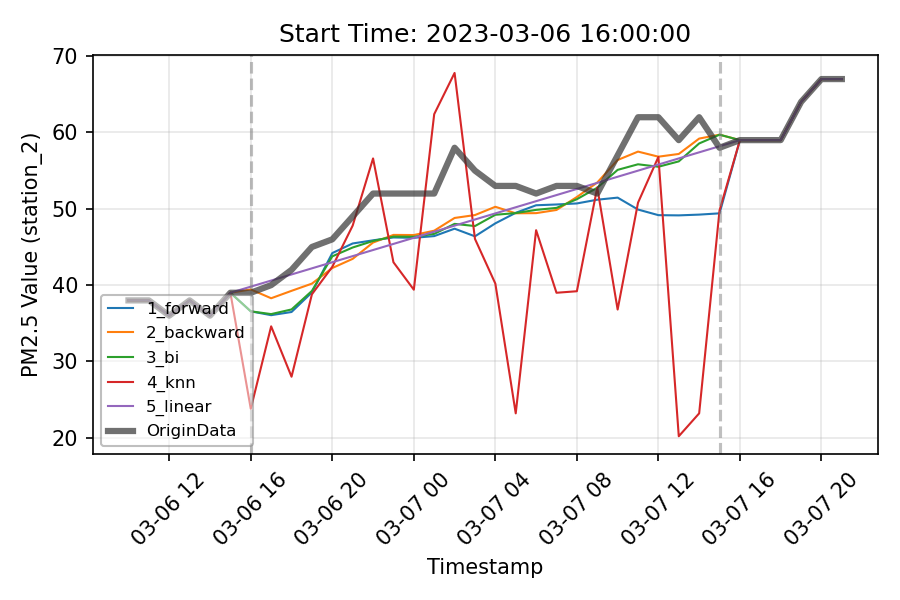 Start Time: 2023-03-06 16:00:00
PM2.5 Value (station_2)
70
60
50
40
30
20
1_forward
2_backward
3_bi
4_knn
5_linear
OriginData
03-06 12
03-06 16
03-06 20
03-07 00
03-07 04
03-07 08
03-07 12
03-07 16
03-07 20
Timestamp